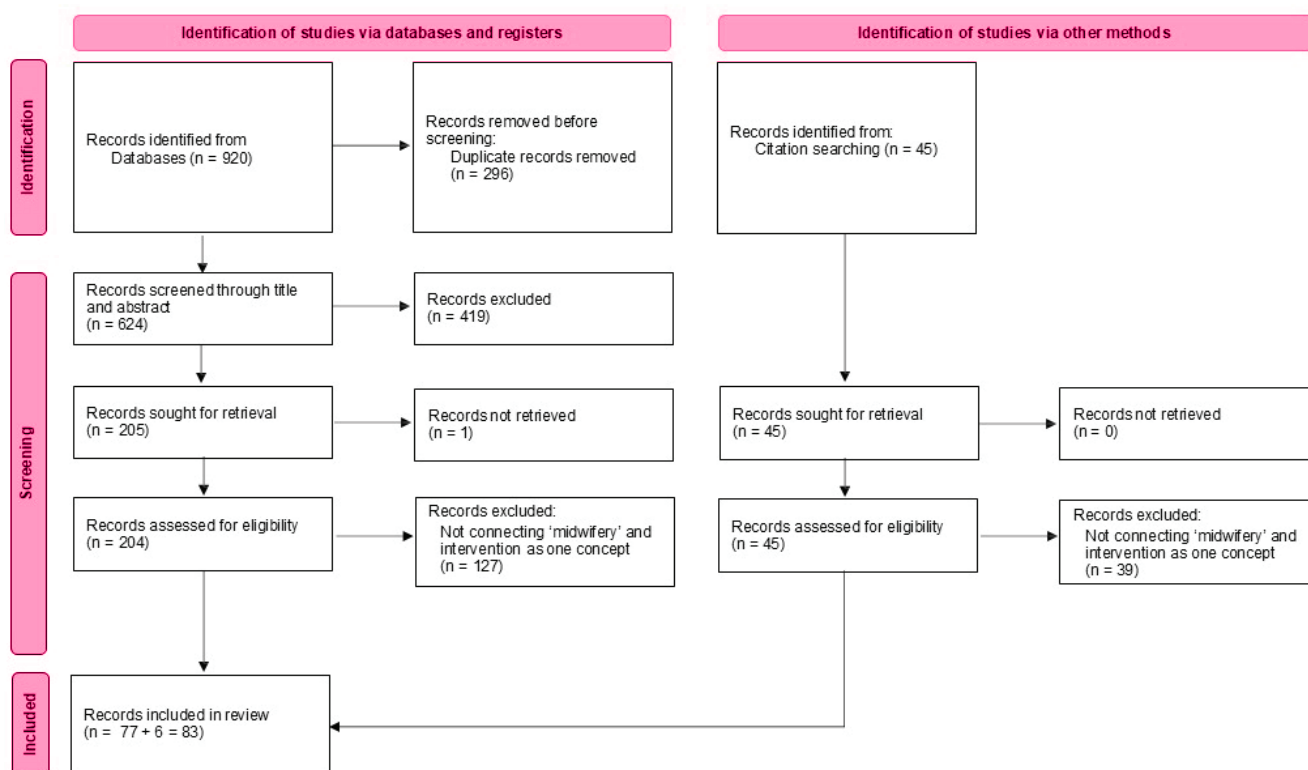 Identification of studies via databases and registers
Identification of studies via other methods
Identification
Records identified from
Databases (n = 920)
Records removed before
screening:
Duplicate records removed
(n = 296)
Records identified from:
Citation searching (n = 45)
Screening
Records screened through title
and abstract
(n = 624)
Records excluded
(n = 419)
Records sought for retrieval
(n = 205)
Records not retrieved
(n = 1)
Records sought for retrieval
(n = 45)
Records not retrieved
(n = 0)
Records assessed for eligibility
(n = 204)
Records excluded:
Not connecting ‘midwifery’ and
intervention as one concept
(n = 127)
Records assessed for eligibility
(n = 45)
Records excluded:
Not connecting ‘midwifery’ and
intervention as one concept
(n = 39)
Included
Records included in review
(n = 77 + 6 = 83)